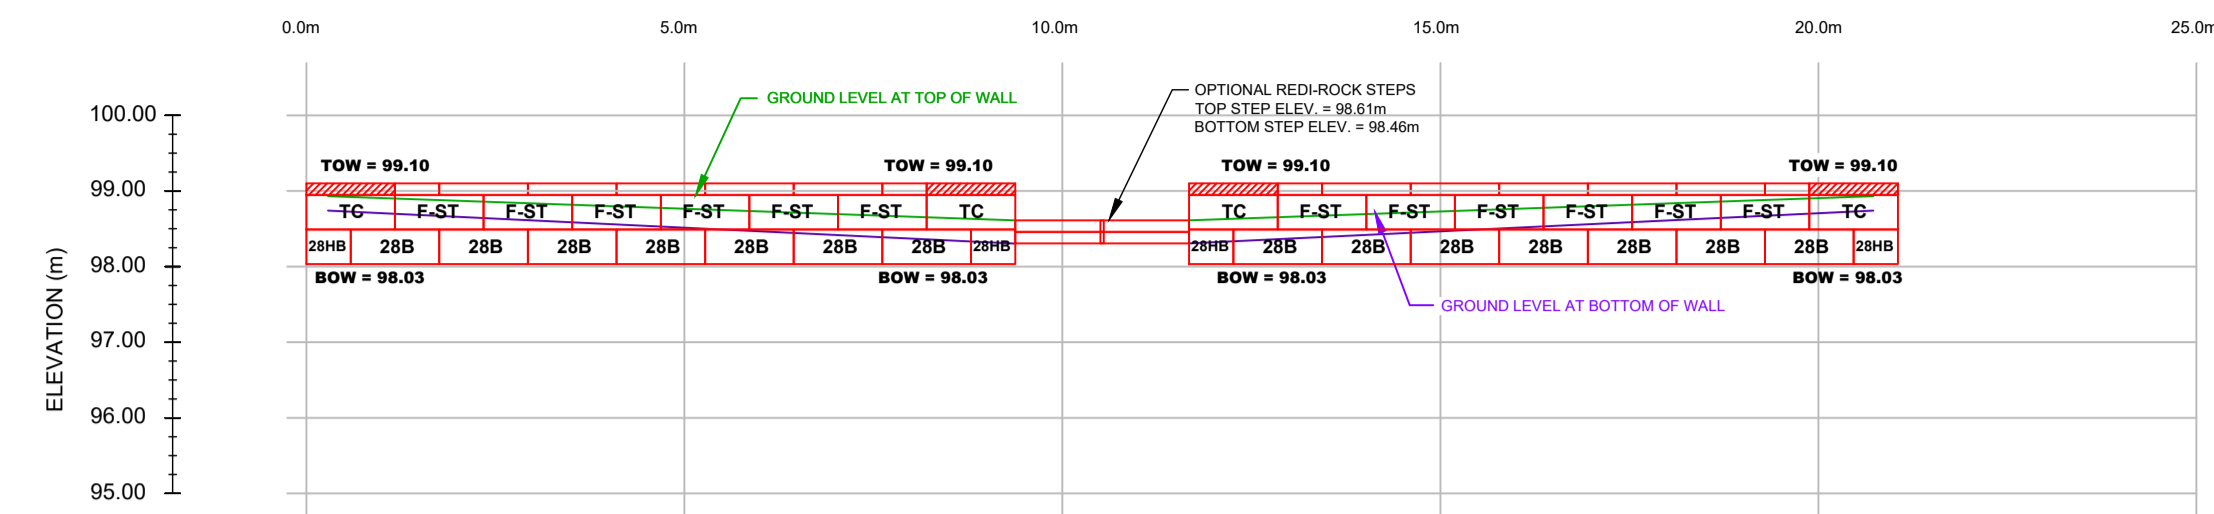 0.0m 5.0m 10.0m 15.0m 20.0m 25.0m
OPTIONAL REDI-ROCK STEPS
TOP STEP ELEV. = 98.61m
BOTTOM STEP ELEV. = 98.46m
GROUND LEVEL AT TOP OF WALL
100.00
TOW = 99.10 TOW = 99.10 TOW = 99.10 TOW = 99.10
99.00
TC F-ST F-ST F-ST F-ST F-ST F-ST TC TC F-ST F-ST F-ST F-ST F-ST F-ST TC
28HB 28B 28B 28B 28B 28B 28B 28B 28HB 28HB 28B 28B 28B 28B 28B 28B 28B 28HB
98.00
BOW = 98.03 BOW = 98.03 BOW = 98.03 BOW = 98.03
GROUND LEVEL AT BOTTOM OF WALL
97.00
96.00
95.00
ELEVATION (m)